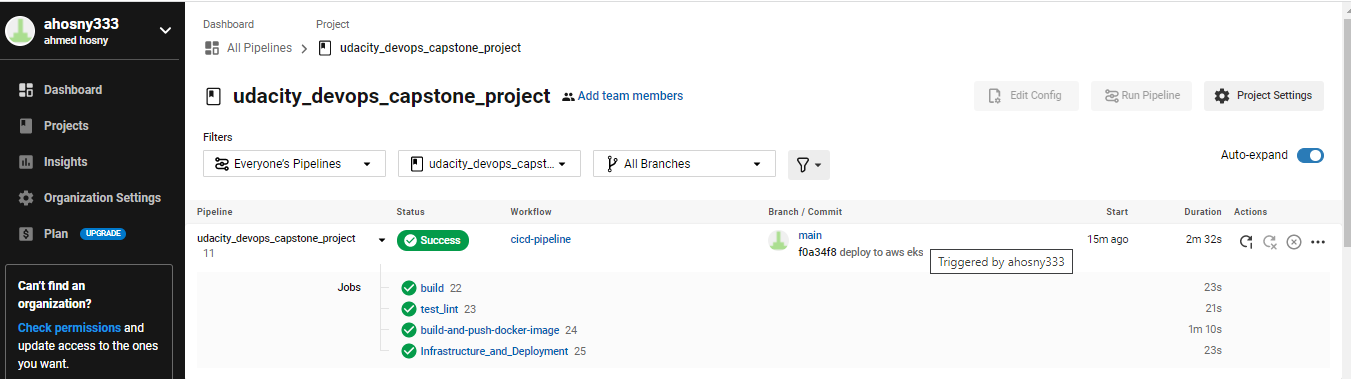 ahosny333
ahmed hosny
Dashboard
Projects
Insights
Organization Settings
Plan UPGRADE
Can't find an
organization?
Check permissions and
update access to the ones
you want.
Dashboard Project
All Pipelines udacity_devops_capstone_project
udacity_devops_capstone_project Add team members
Edit Config Run Pipeline Project Settings
Filters
Everyone's Pipelines udacity_devops_capst... All Branches
Auto-expand
Pipeline Status Workflow Branch / Commit Start Duration Actions
udacity_devops_capstone_project Success cicd-pipeline main 15m ago 2m 32s
11 f0a34f8 deploy to aws eks
Triggered by ahosny333
Jobs build 22 23s
test_lint 23 21s
build-and-push-docker-image 24 1m 10s
Infrastructure_and_Deployment 25 23s